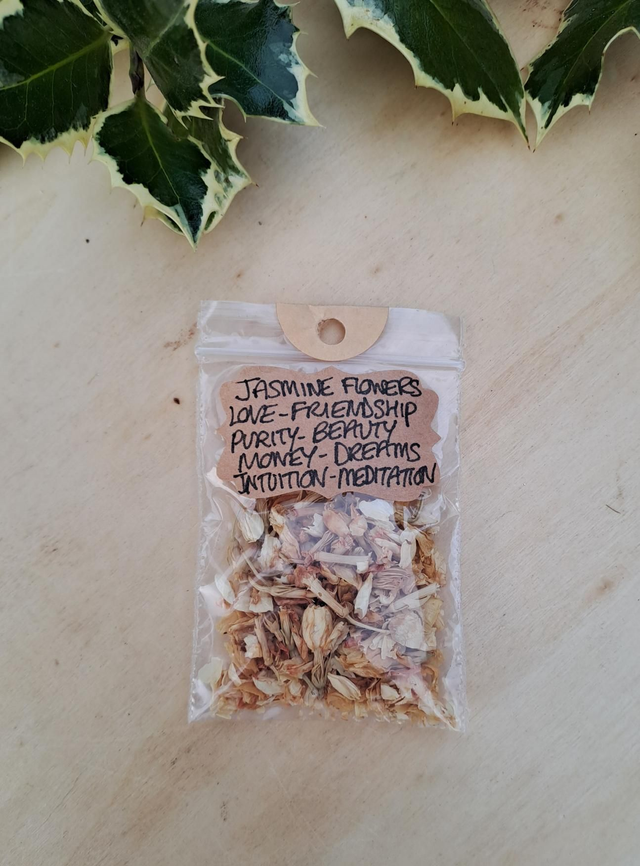 JASMINE FLOWERS
LOVE-FRIENDSHIP
PURITY-BEAUTY
MONEY-DREAMS
INTUITION-MEDITATION